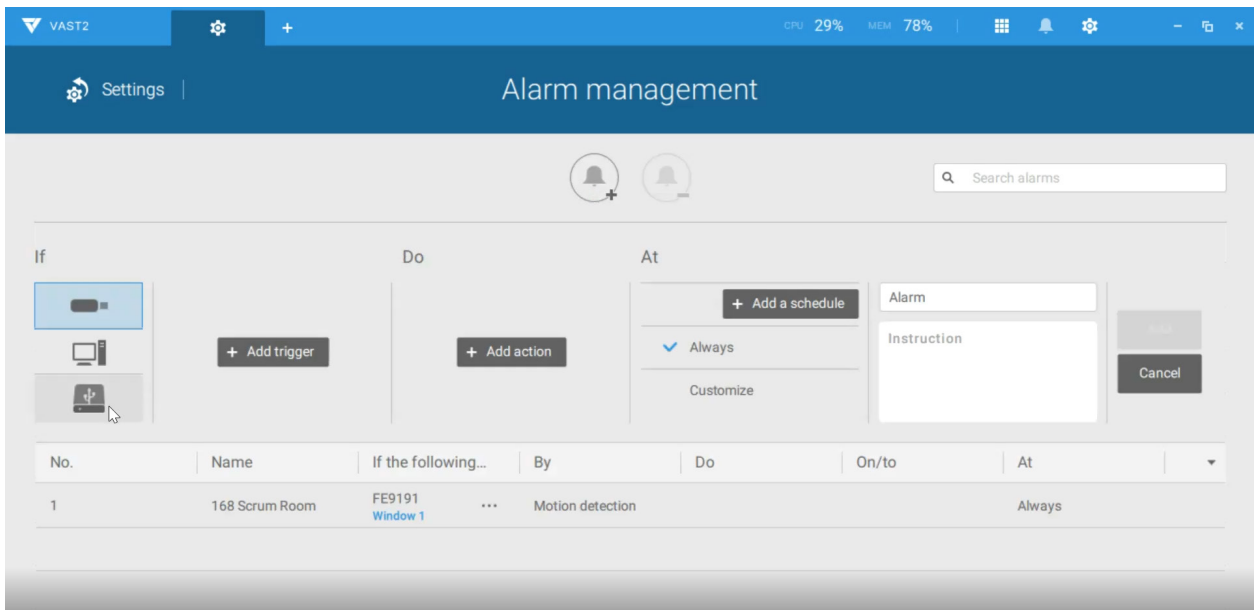 VAST2
+
CPU 29% MEM 78%
Settings
Alarm management
Search alarms
If
Do
At
+ Add trigger
+ Add action
+ Add a schedule
Always
Customize
Alarm
Instruction
Cancel
No. Name If the following... By Do On/to At
1 168 Scrum Room FE9191 ... Motion detection Always
Window 1